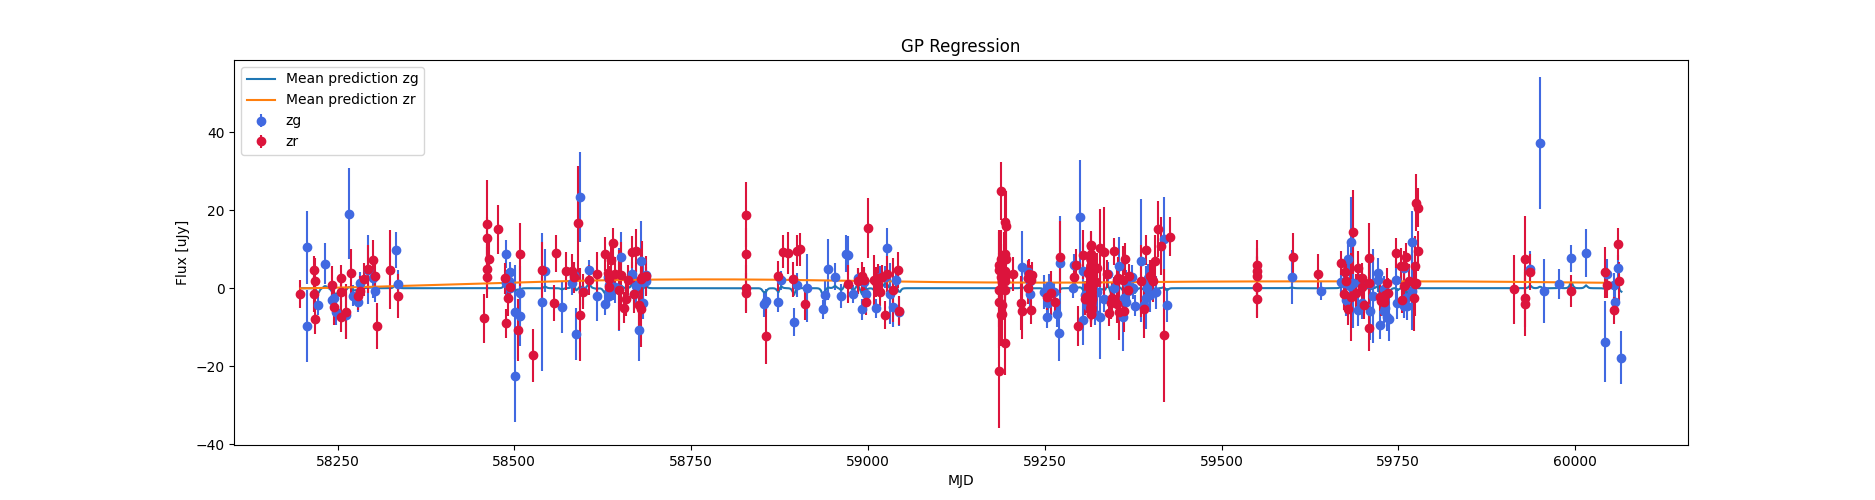 GP Regression
Mean prediction zg
Mean prediction zr
zg
zr
Flux [uJy]
40
20
0
−20
−40
58250 58500 58750 59000 59250 59500 59750 60000
MJD